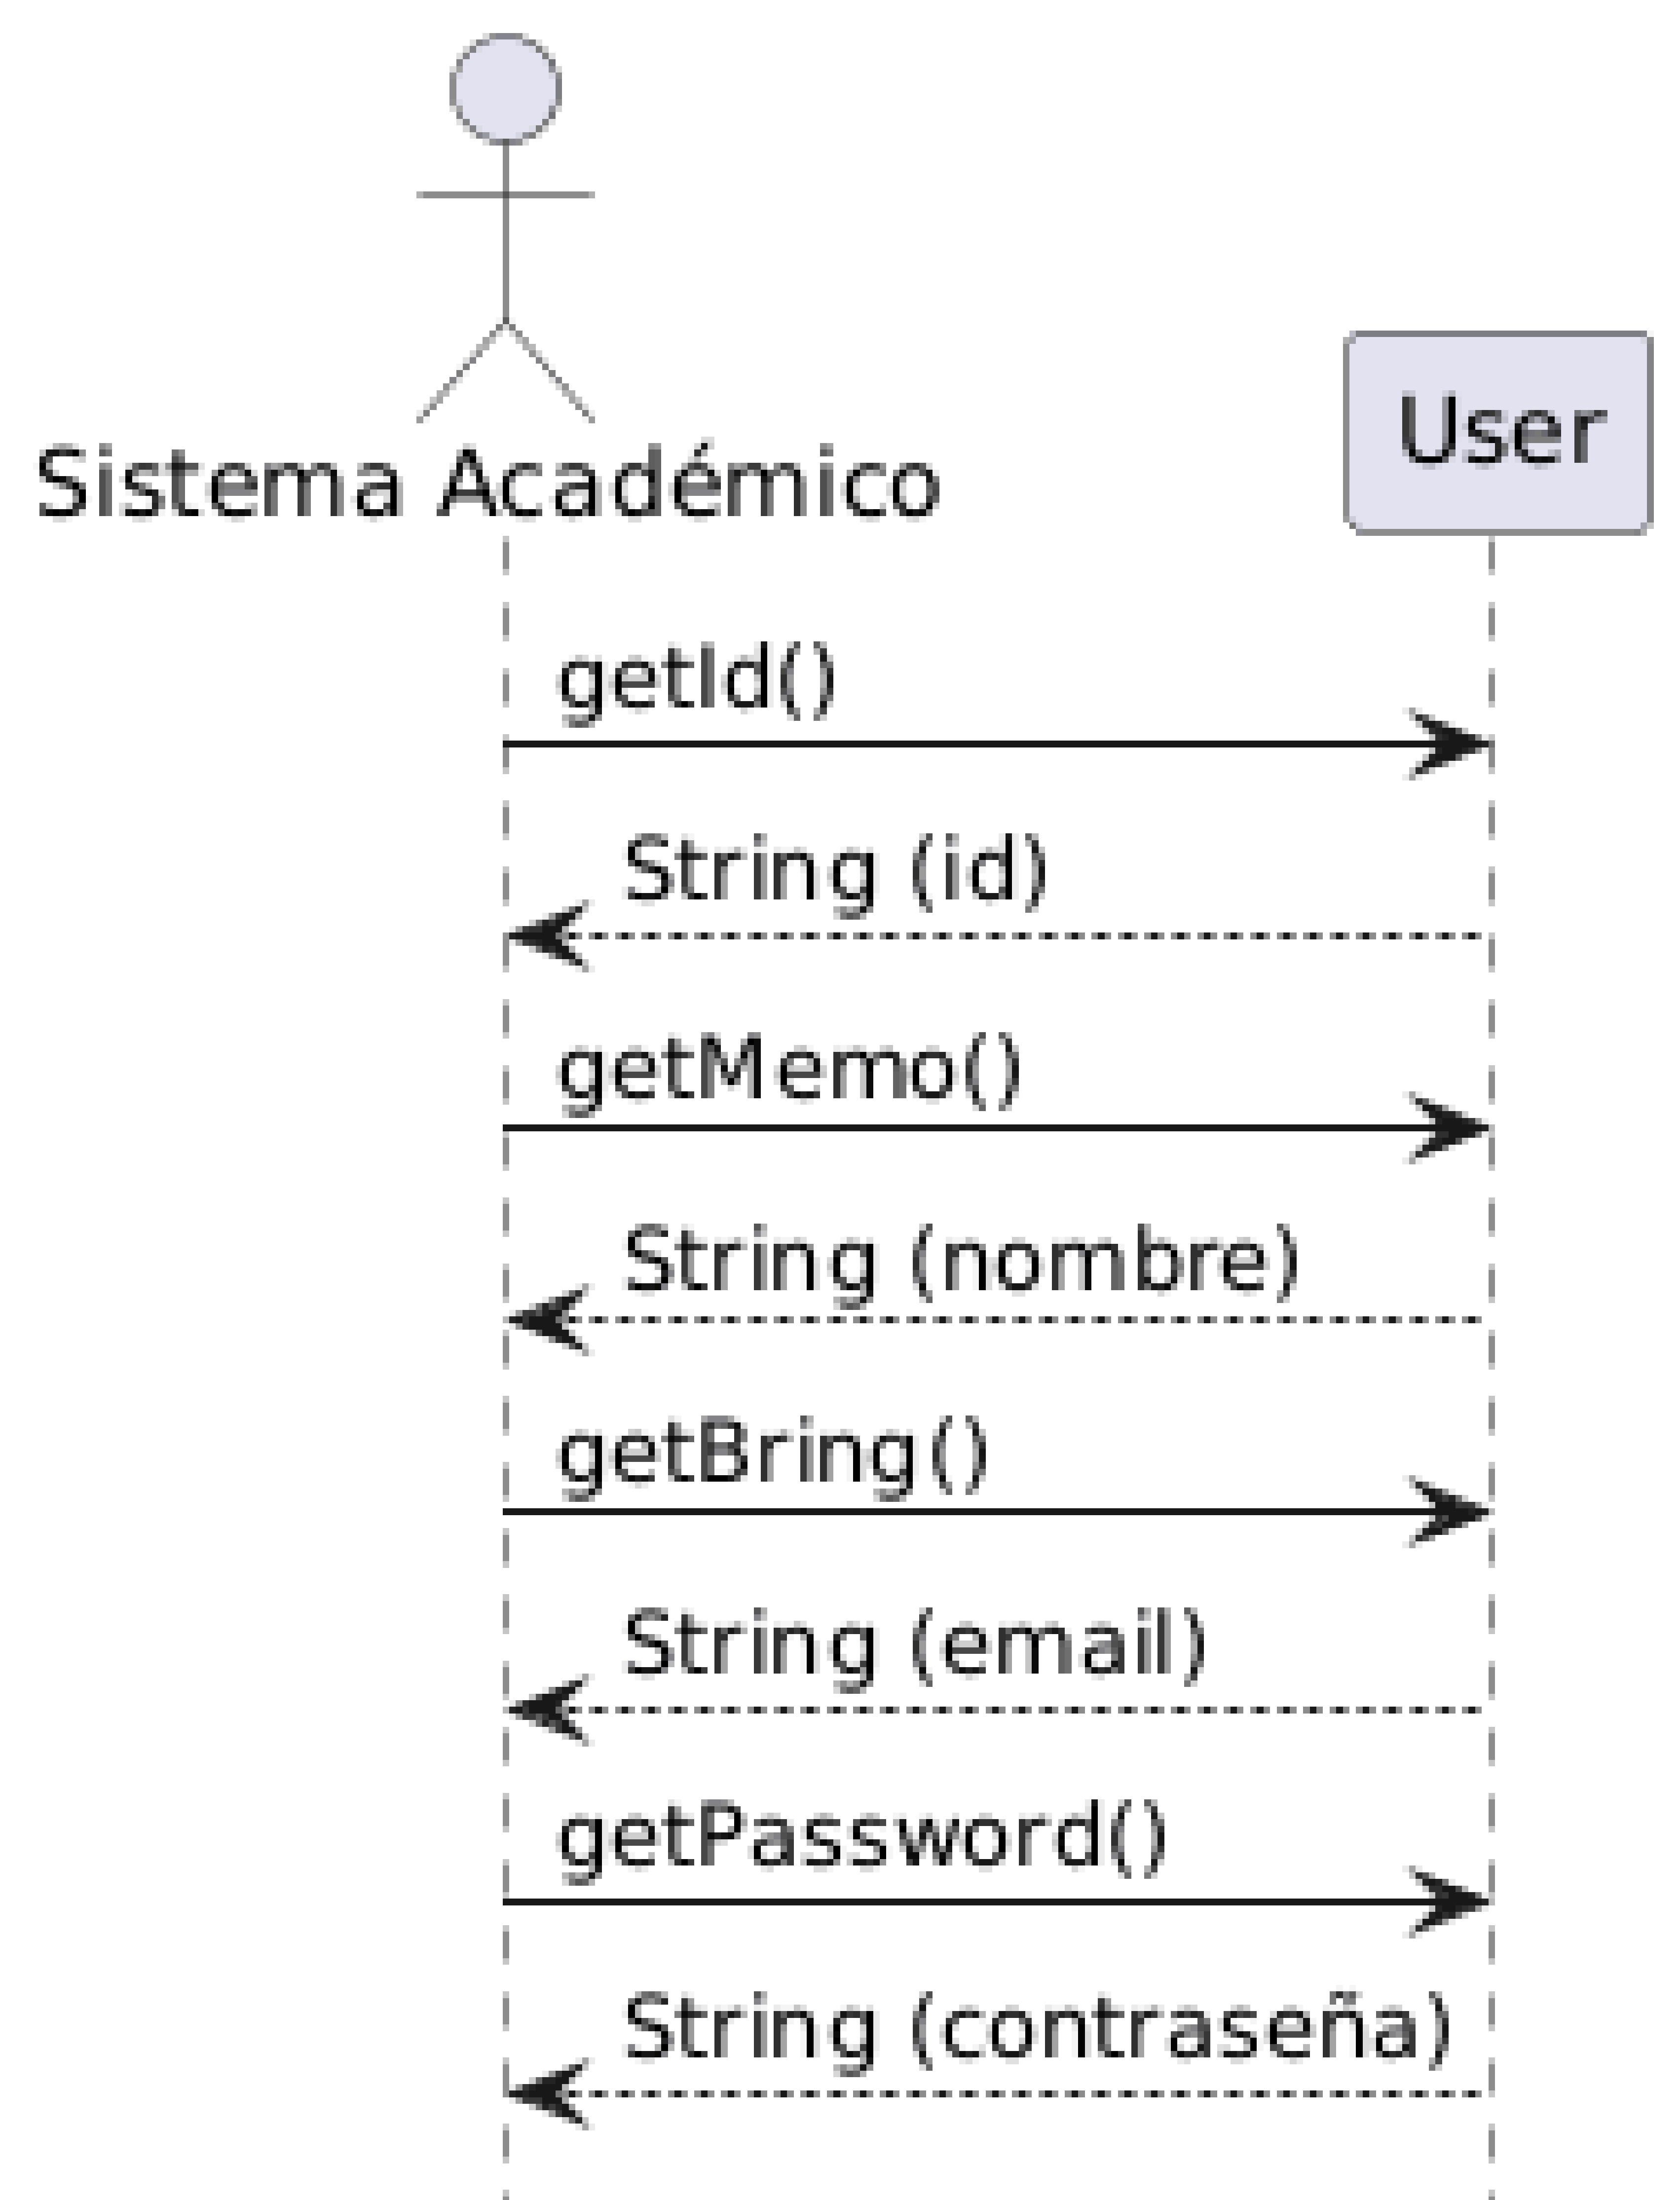 Sistema Académico
User
getId()
String (id)
getMemo()
String (nombre)
getBring()
String (email)
getPassword()
String (contraseña)